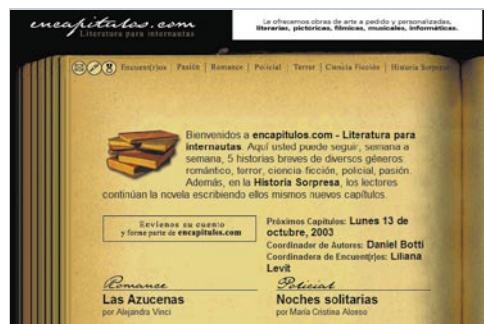 encapitulos.com
Literatura para internautas
Le ofrecemos obras de arte a pedido y personalizadas,
literarias, pictóricas, fílmicas, musicales, informáticas.
Encuent(r)os | Pasión | Romance | Policial | Terror | Ciencia Ficción | Historia Sorpresa
Bienvenidos a encapitulos.com - Literatura para
internautas. Aquí usted puede seguir, semana a
semana, 5 historias breves de diversos géneros:
romántico, terror, ciencia-ficción, policial, pasión.
Además, en la Historia Sorpresa, los lectores
continúan la novela escribiendo ellos mismos nuevos capítulos.
Envíenos su cuento
y forme parte de encapitulos.com
Próximos Capítulos: Lunes 13 de
octubre, 2003
Coordinador de Autores: Daniel Botti
Coordinadora de Encuent(r)os: Liliana
Levit
Romance
Las Azucenas
por Alejandra Vinci
Policial
Noches solitarias
por María Cristina Alonso